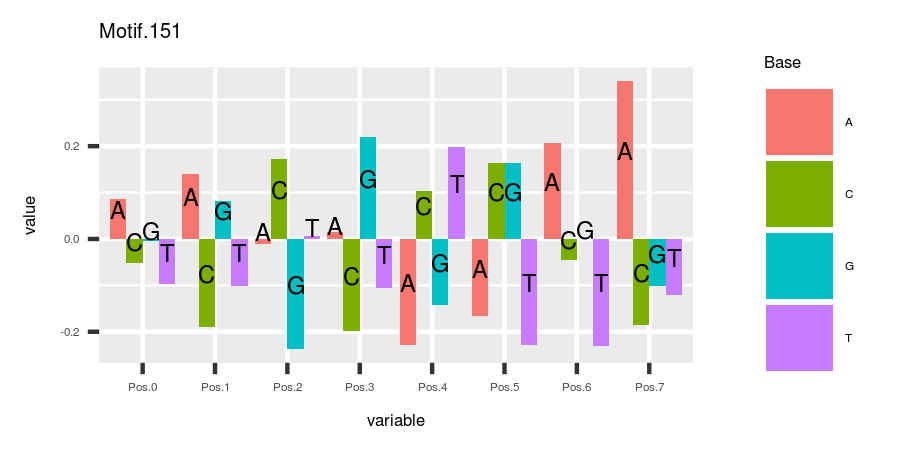 Motif.151
value
0.2
0.0
-0.2
A C G T A C G T A C G T A C G T A C G T A C G T A C G T A C G T
Pos.0 Pos.1 Pos.2 Pos.3 Pos.4 Pos.5 Pos.6 Pos.7
variable
Base
A
C
G
T